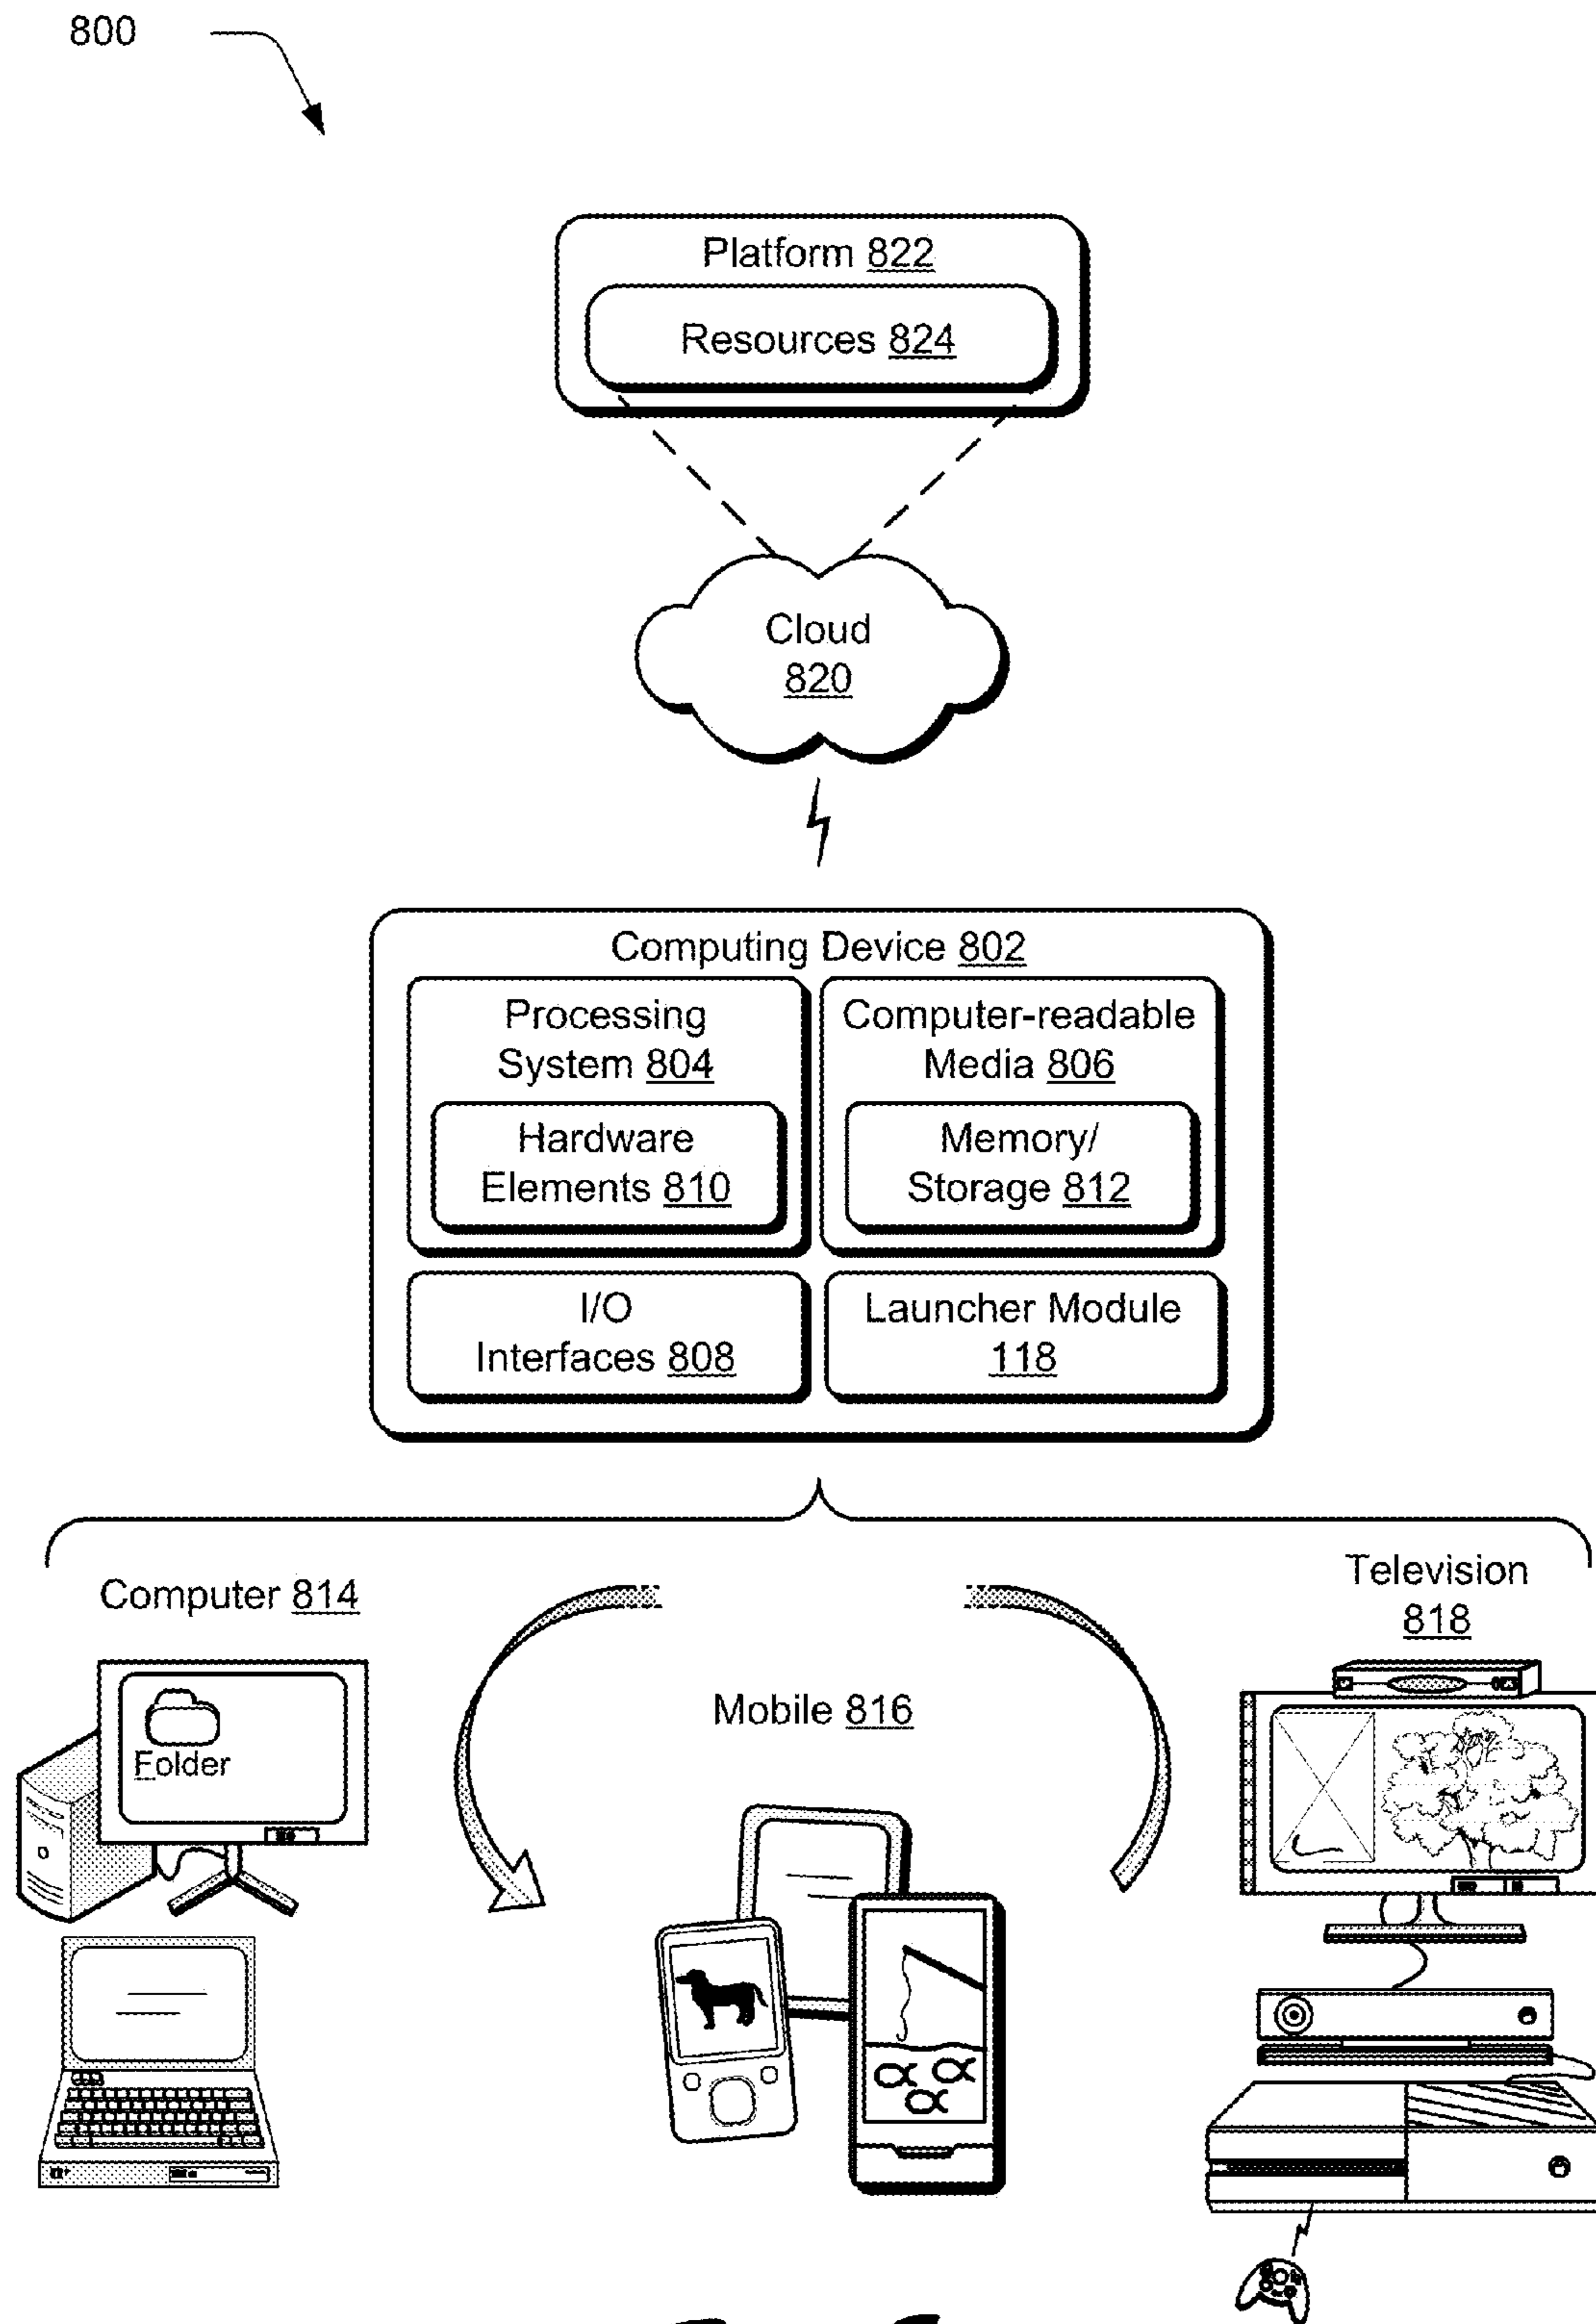 800
Platform 822
Resources 824
Cloud
820
Computing Device 802
Processing
System 804
Hardware
Elements 810
Computer-readable
Media 806
Memory/
Storage 812
I/O
Interfaces 808
Launcher Module
118
Computer 814
Folder
Mobile 816
Television
818